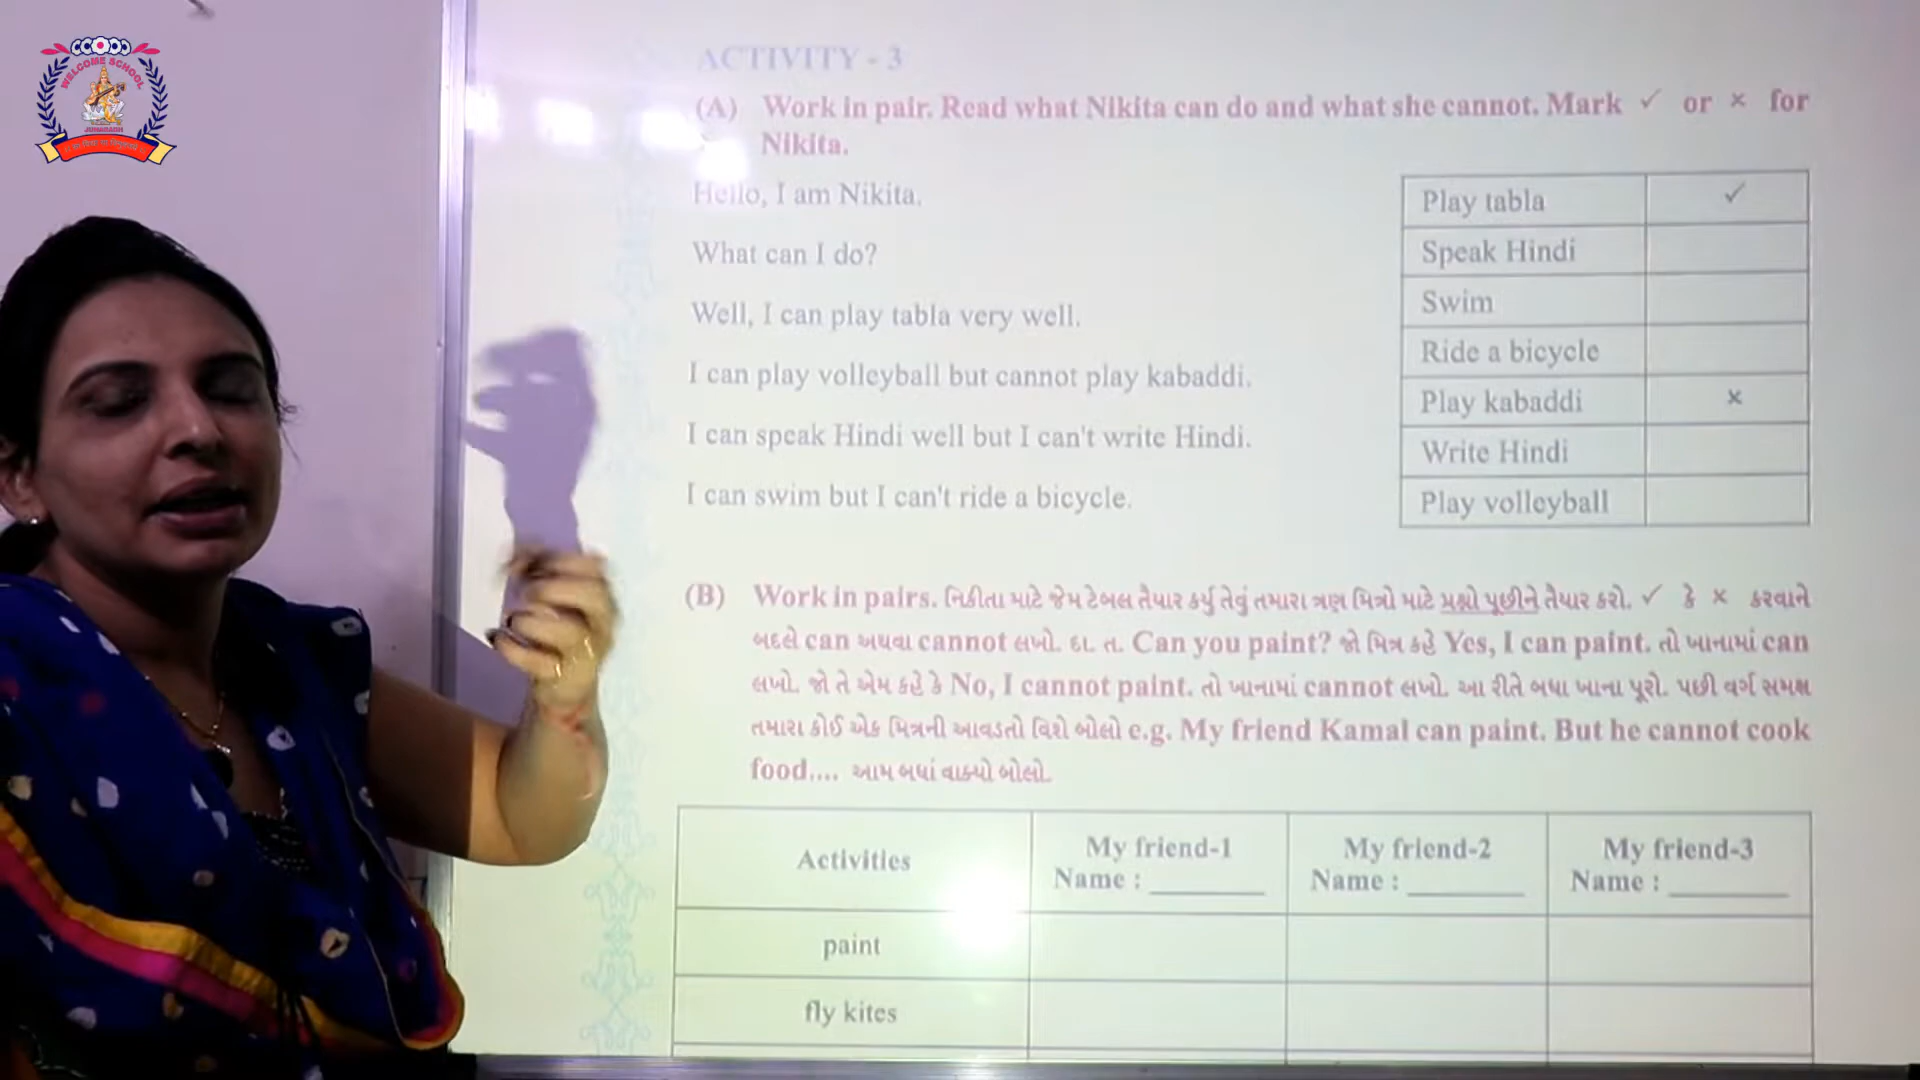 WELCOME SCHOOL
JUNAGADH
ACTIVITY - 3
(A) Work in pair. Read what Nikita can do and what she cannot. Mark ✓ or × for
Nikita.
Hello, I am Nikita.
What can I do?
Well, I can play tabla very well.
I can play volleyball but cannot play kabaddi.
I can speak Hindi well but I can't write Hindi.
I can swim but I can't ride a bicycle.
Play tabla ✓
Speak Hindi
Swim
Ride a bicycle
Play kabaddi ×
Write Hindi
Play volleyball
(B) Work in pairs. નિકીતા માટે જેમ ટેબલ તૈયાર કર્યુ તેવું તમારા ત્રણ મિત્રો માટે પ્રશ્નો પૂછીને તૈયાર કરો. ✓ કે × કરવાને
બદલે can અથવા cannot લખો. દા. ત. Can you paint? જો મિત્ર કહે Yes, I can paint. તો ખાનામાં can
લખો. જો તે એમ કહે કે No, I cannot paint. તો ખાનામાં cannot લખો. આ રીતે બધા ખાના પૂરો. પછી વર્ગ સમક્ષ
તમારા કોઈ એક મિત્રની આવડતો વિશે બોલો e.g. My friend Kamal can paint. But he cannot cook
food.... આમ બધાં વાક્યો બોલો.
Activities My friend-1 My friend-2 My friend-3
Name : ________ Name : ________ Name : ________
paint
fly kites